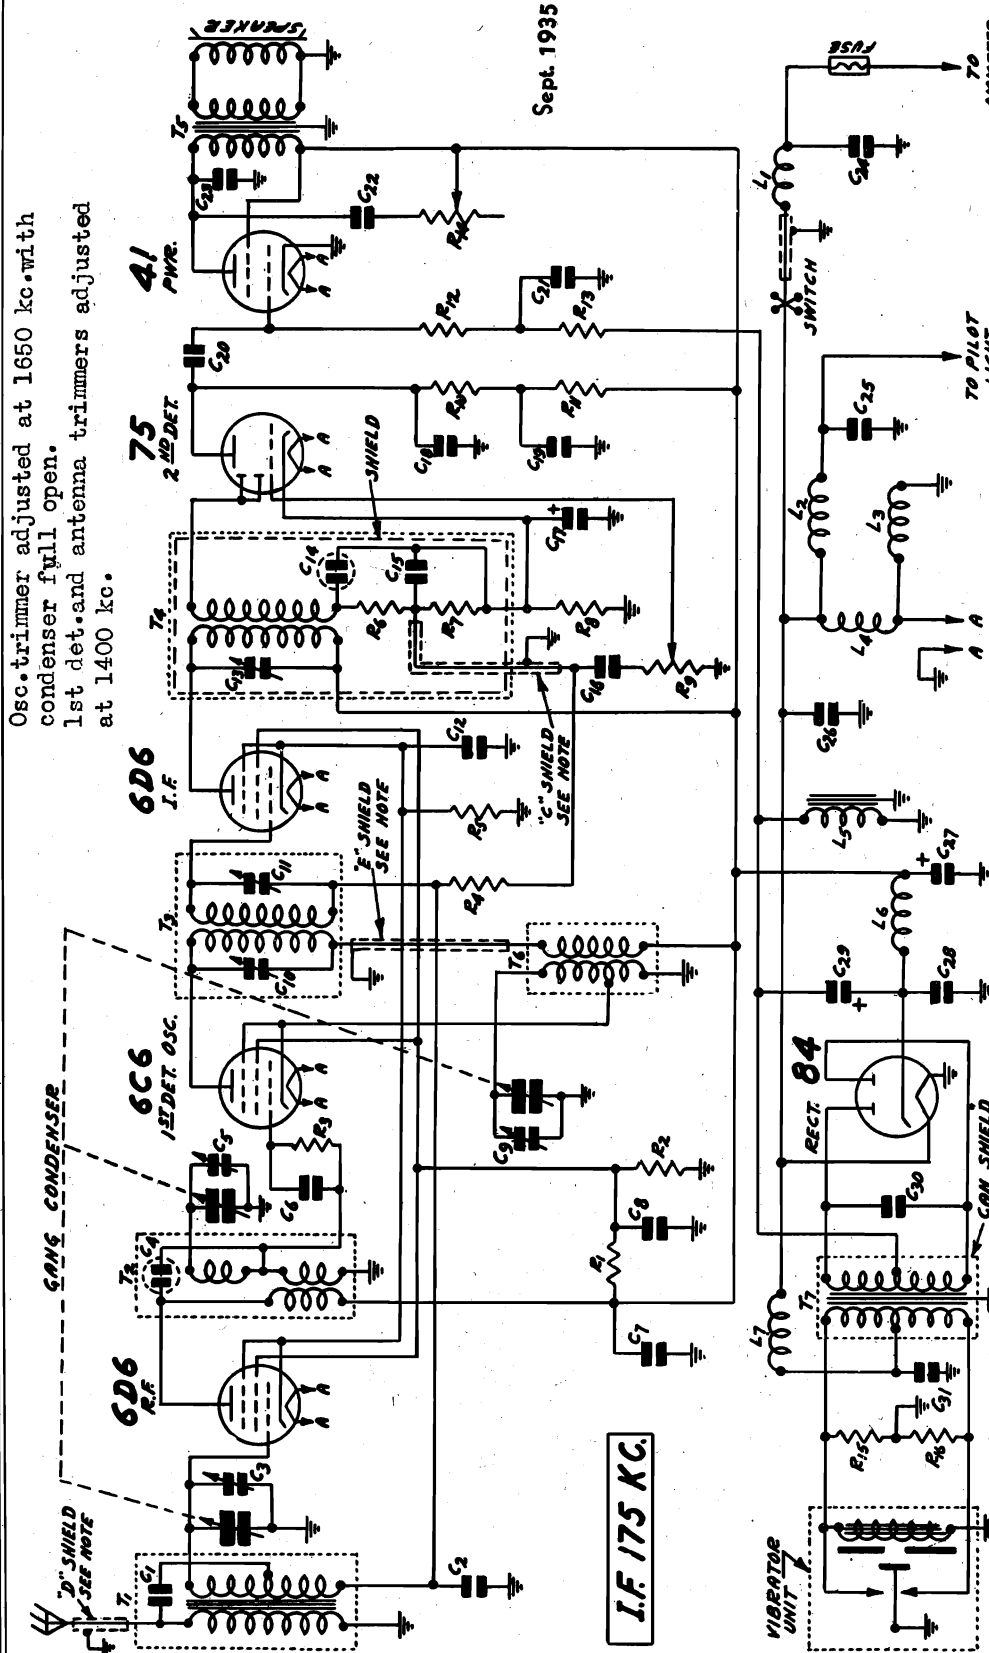 Osc.trimmer adjusted at 1650 kc.with
condenser full open.
1st det.and antenna trimmers adjusted
at 1400 kc.
Sept. 1935
GANG CONDENSER
"D" SHIELD
SEE NOTE
6D6
R.F.
6C6
1ST DET. OSC.
6D6
I.F.
75
2ND DET.
41
PWR.
SPEAKER
T1
C1
C2
C3
T2
C4
C5
C6
R3
T3
C10
C11
T4
C13
C14
C15
R6
R7
R8
SHIELD
C20
C23
T5
C22
R14
C21
R12
R13
C18
R10
C19
R11
C17
C16
R9
"C" SHIELD
SEE NOTE
C12
R5
R4
"E" SHIELD
SEE NOTE
T6
C9
R2
C8
R1
C7
A A
A A
A A
A A
A A
I.F. 175 KC.
VIBRATOR
UNIT
R15
R16
C31
L7
T7
C30
CAN SHIELD
RECT.
84
C29
C28
L6
C27
L5
C26
A A
L4
L3
L2
C25
TO PILOT
SWITCH
L1
C24
FUSE
TO